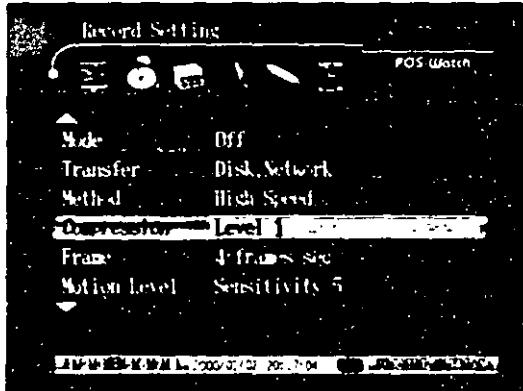 Record Setting
POS-Watch
Mode Off
Transfer Disk,Network
Method High Speed
Compression Level 1
Frame 4 frames sec
Motion Level Sensitivity 5